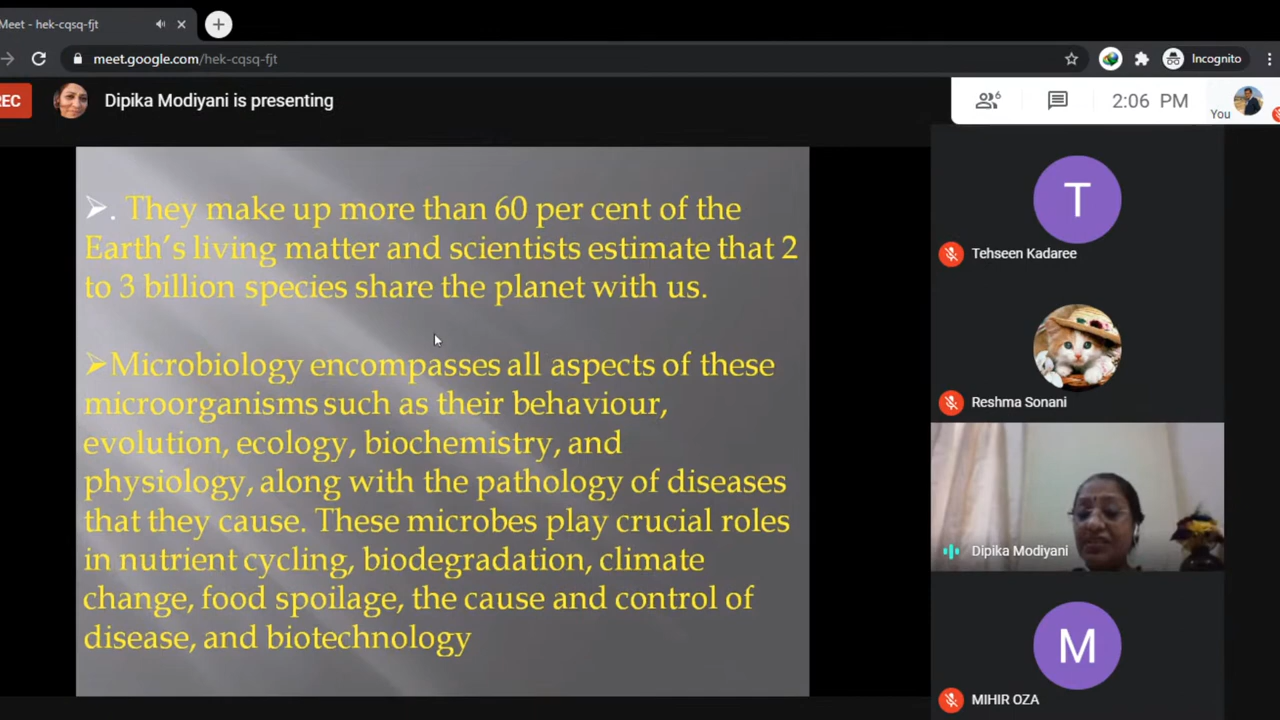 Meet - hek-cqsq-fjt
meet.google.com/hek-cqsq-fjt
Incognito
Dipika Modiyani is presenting
6
2:06 PM
You
. They make up more than 60 per cent of the
Earth's living matter and scientists estimate that 2
to 3 billion species share the planet with us.
Microbiology encompasses all aspects of these
microorganisms such as their behaviour,
evolution, ecology, biochemistry, and
physiology, along with the pathology of diseases
that they cause. These microbes play crucial roles
in nutrient cycling, biodegradation, climate
change, food spoilage, the cause and control of
disease, and biotechnology
T
Tehseen Kadaree
Reshma Sonani
Dipika Modiyani
M
MIHIR OZA